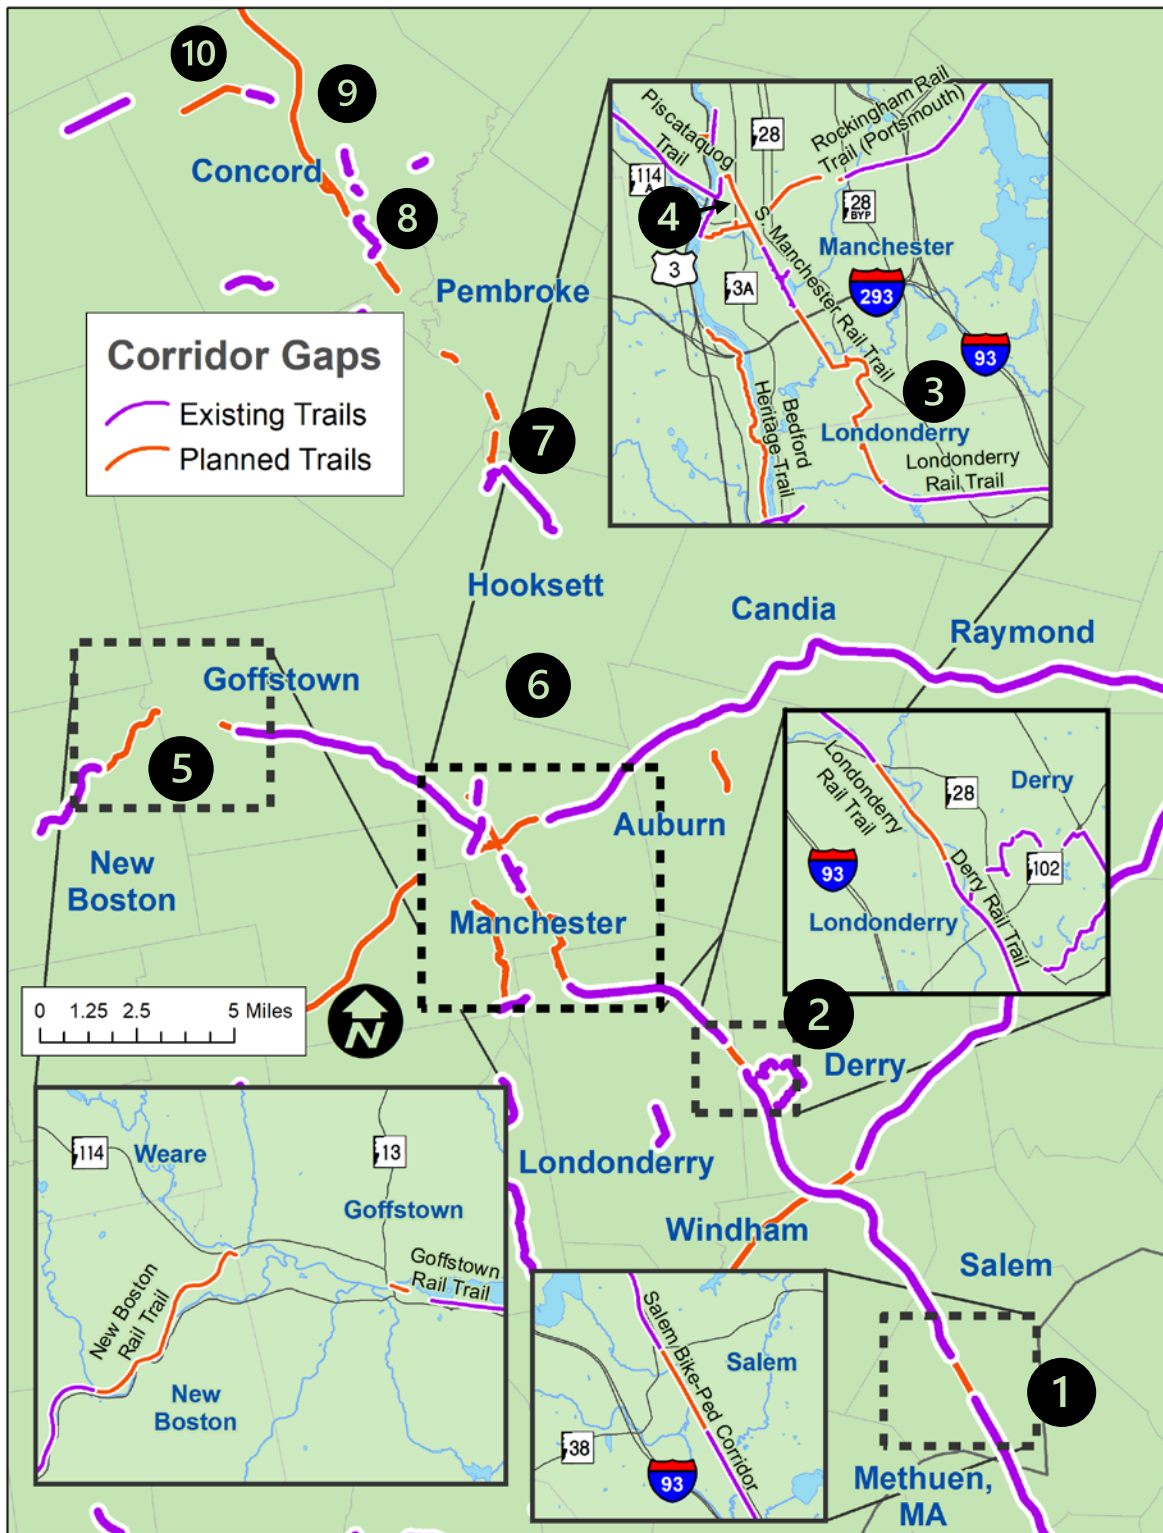 10
9
Concord
8
Pembroke
Corridor Gaps
Existing Trails
Planned Trails
7
Hooksett
Piscataquog
Trail
28
Rockingham Rail
Trail (Portsmouth)
114
A
4
28
BYP
S. Manchester Rail Trail
Manchester
3
3A
293
93
3
Heritage Trail
Bedford
Londonderry
Londonderry
Rail Trail
Candia
Raymond
Goffstown
6
5
New
Boston
Auburn
Manchester
Londonderry
Rail Trail
28
Derry
93
102
Derry Rail Trail
Londonderry
0 1.25 2.5 5 Miles
N
2
Derry
114
Weare
13
Goffstown
Goffstown
Rail Trail
New Boston
Rail Trail
New
Boston
Londonderry
Windham
Salem
Salem Bike-Ped Corridor
Salem
38
93
1
Methuen,
MA